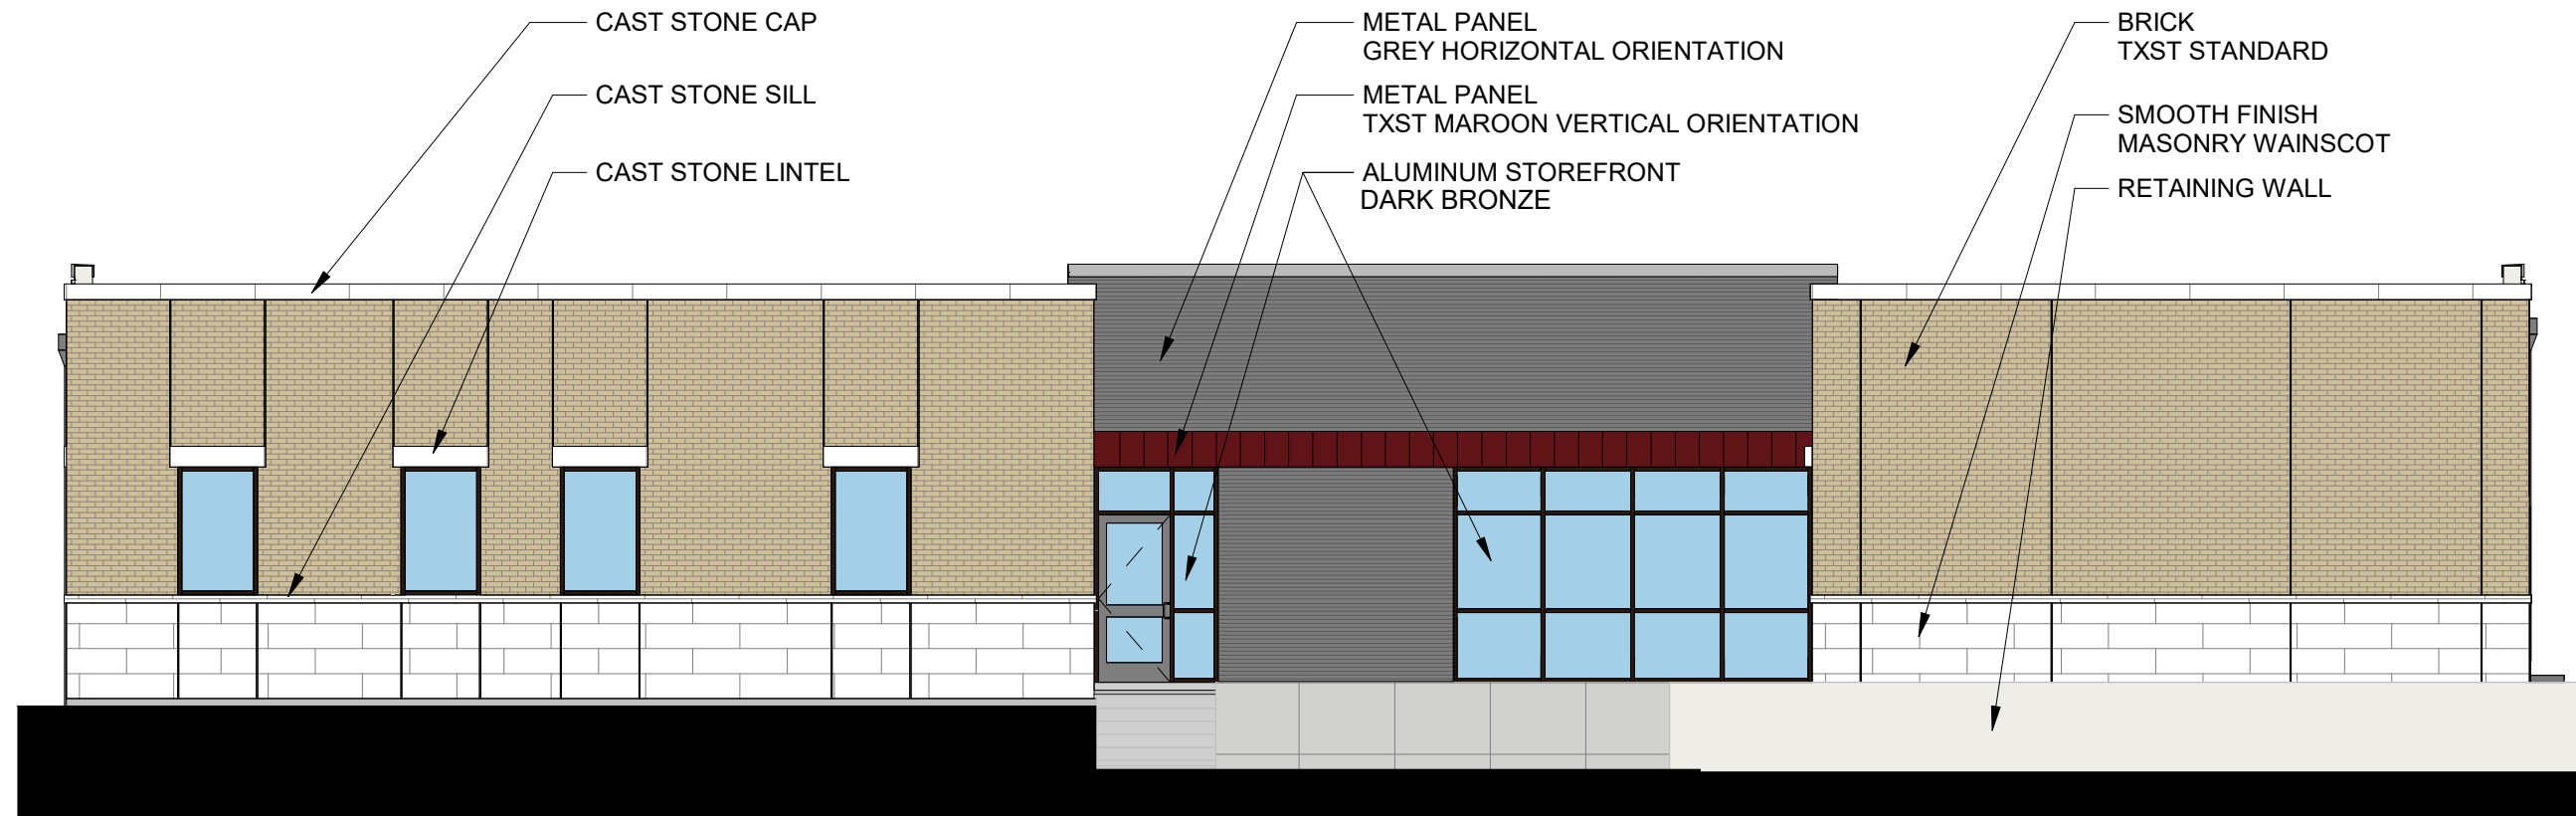 CAST STONE CAP
CAST STONE SILL
CAST STONE LINTEL
METAL PANEL
GREY HORIZONTAL ORIENTATION
METAL PANEL
TXST MAROON VERTICAL ORIENTATION
ALUMINUM STOREFRONT
DARK BRONZE
BRICK
TXST STANDARD
SMOOTH FINISH
MASONRY WAINSCOT
RETAINING WALL